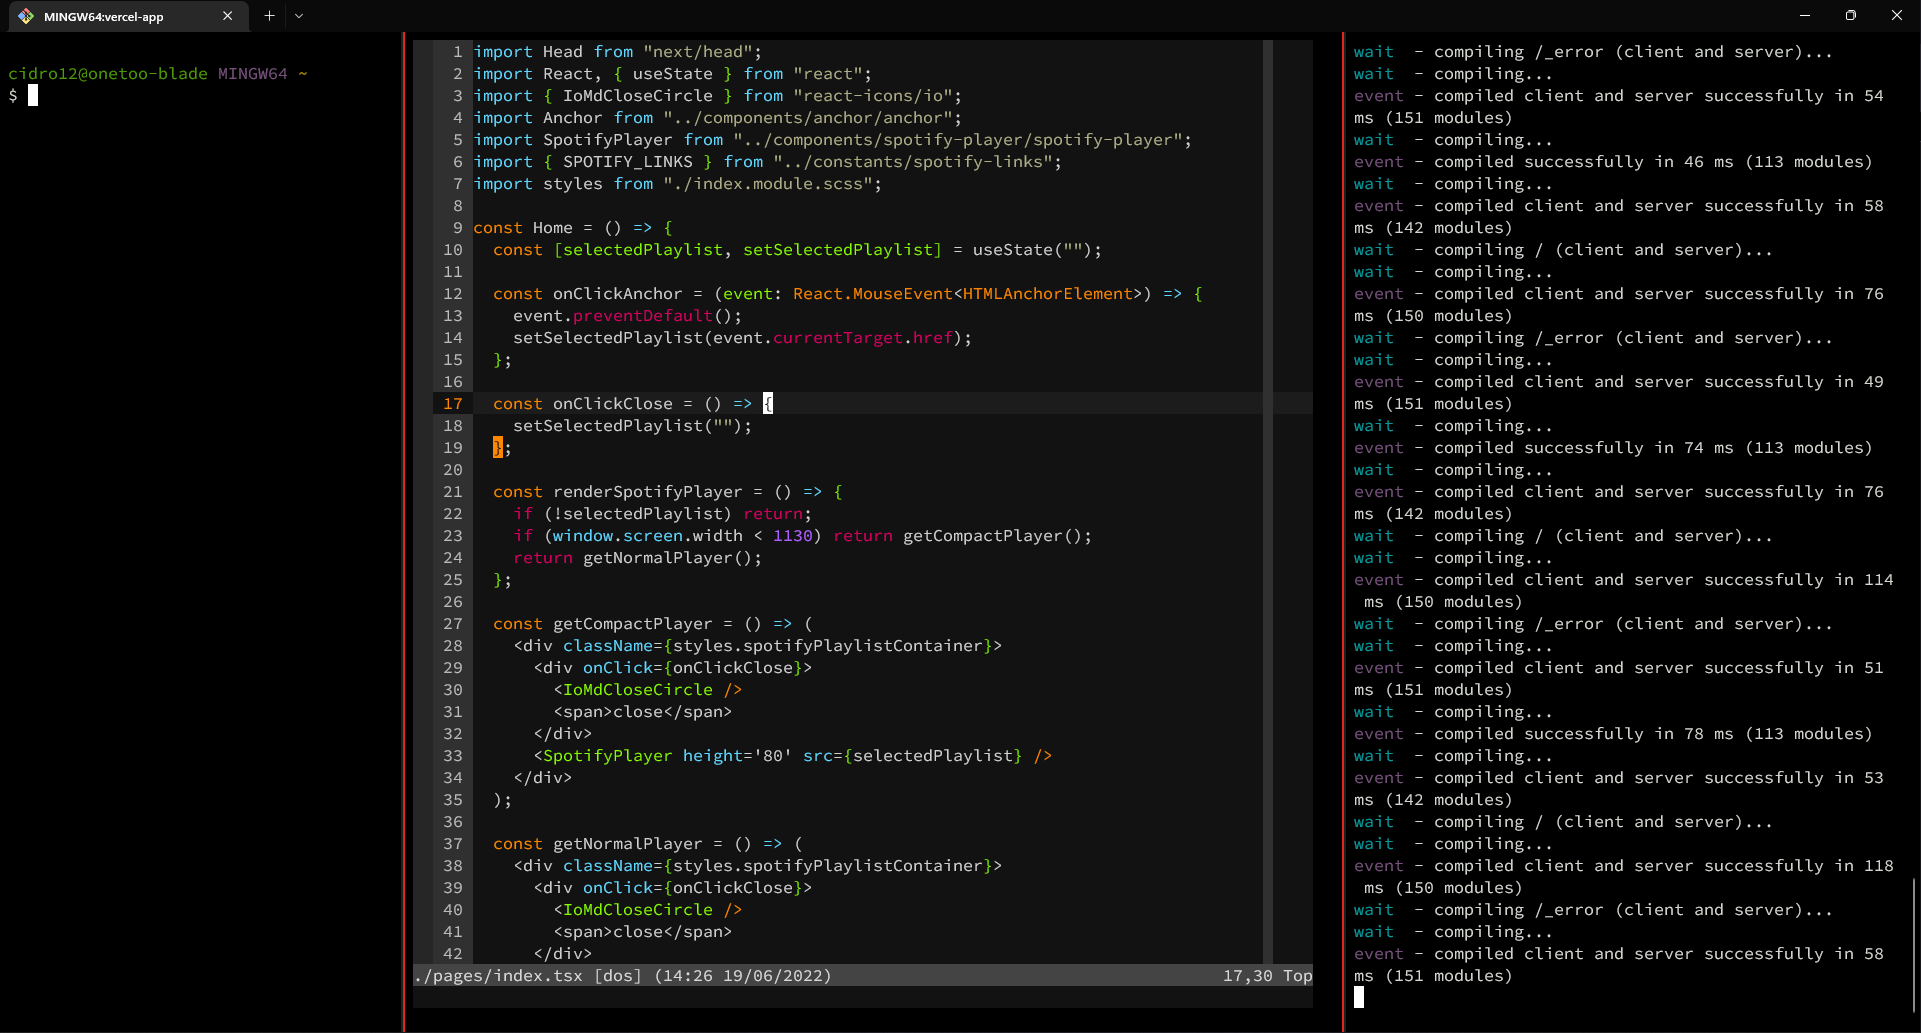 MINGW64:vercel-app
cidro12@onetoo-blade MINGW64 ~
$
1 import Head from "next/head";
2 import React, { useState } from "react";
3 import { IoMdCloseCircle } from "react-icons/io";
4 import Anchor from "../components/anchor/anchor";
5 import SpotifyPlayer from "../components/spotify-player/spotify-player";
6 import { SPOTIFY_LINKS } from "../constants/spotify-links";
7 import styles from "./index.module.scss";
8
9 const Home = () => {
10   const [selectedPlaylist, setSelectedPlaylist] = useState("");
11
12   const onClickAnchor = (event: React.MouseEvent<HTMLAnchorElement>) => {
13     event.preventDefault();
14     setSelectedPlaylist(event.currentTarget.href);
15   };
16
17   const onClickClose = () => {
18     setSelectedPlaylist("");
19   };
20
21   const renderSpotifyPlayer = () => {
22     if (!selectedPlaylist) return;
23     if (window.screen.width < 1130) return getCompactPlayer();
24     return getNormalPlayer();
25   };
26
27   const getCompactPlayer = () => (
28     <div className={styles.spotifyPlaylistContainer}>
29       <div onClick={onClickClose}>
30         <IoMdCloseCircle />
31         <span>close</span>
32       </div>
33       <SpotifyPlayer height='80' src={selectedPlaylist} />
34     </div>
35   );
36
37   const getNormalPlayer = () => (
38     <div className={styles.spotifyPlaylistContainer}>
39       <div onClick={onClickClose}>
40         <IoMdCloseCircle />
41         <span>close</span>
42       </div>
./pages/index.tsx [dos] (14:26 19/06/2022) 17,30 Top
wait  - compiling /_error (client and server)...
wait  - compiling...
event - compiled client and server successfully in 54
ms (151 modules)
wait  - compiling...
event - compiled successfully in 46 ms (113 modules)
wait  - compiling...
event - compiled client and server successfully in 58
ms (142 modules)
wait  - compiling / (client and server)...
wait  - compiling...
event - compiled client and server successfully in 76
ms (150 modules)
wait  - compiling /_error (client and server)...
wait  - compiling...
event - compiled client and server successfully in 49
ms (151 modules)
wait  - compiling...
event - compiled successfully in 74 ms (113 modules)
wait  - compiling...
event - compiled client and server successfully in 76
ms (142 modules)
wait  - compiling / (client and server)...
wait  - compiling...
event - compiled client and server successfully in 114
ms (150 modules)
wait  - compiling /_error (client and server)...
wait  - compiling...
event - compiled client and server successfully in 51
ms (151 modules)
wait  - compiling...
event - compiled successfully in 78 ms (113 modules)
wait  - compiling...
event - compiled client and server successfully in 53
ms (142 modules)
wait  - compiling / (client and server)...
wait  - compiling...
event - compiled client and server successfully in 118
ms (150 modules)
wait  - compiling /_error (client and server)...
wait  - compiling...
event - compiled client and server successfully in 58
ms (151 modules)